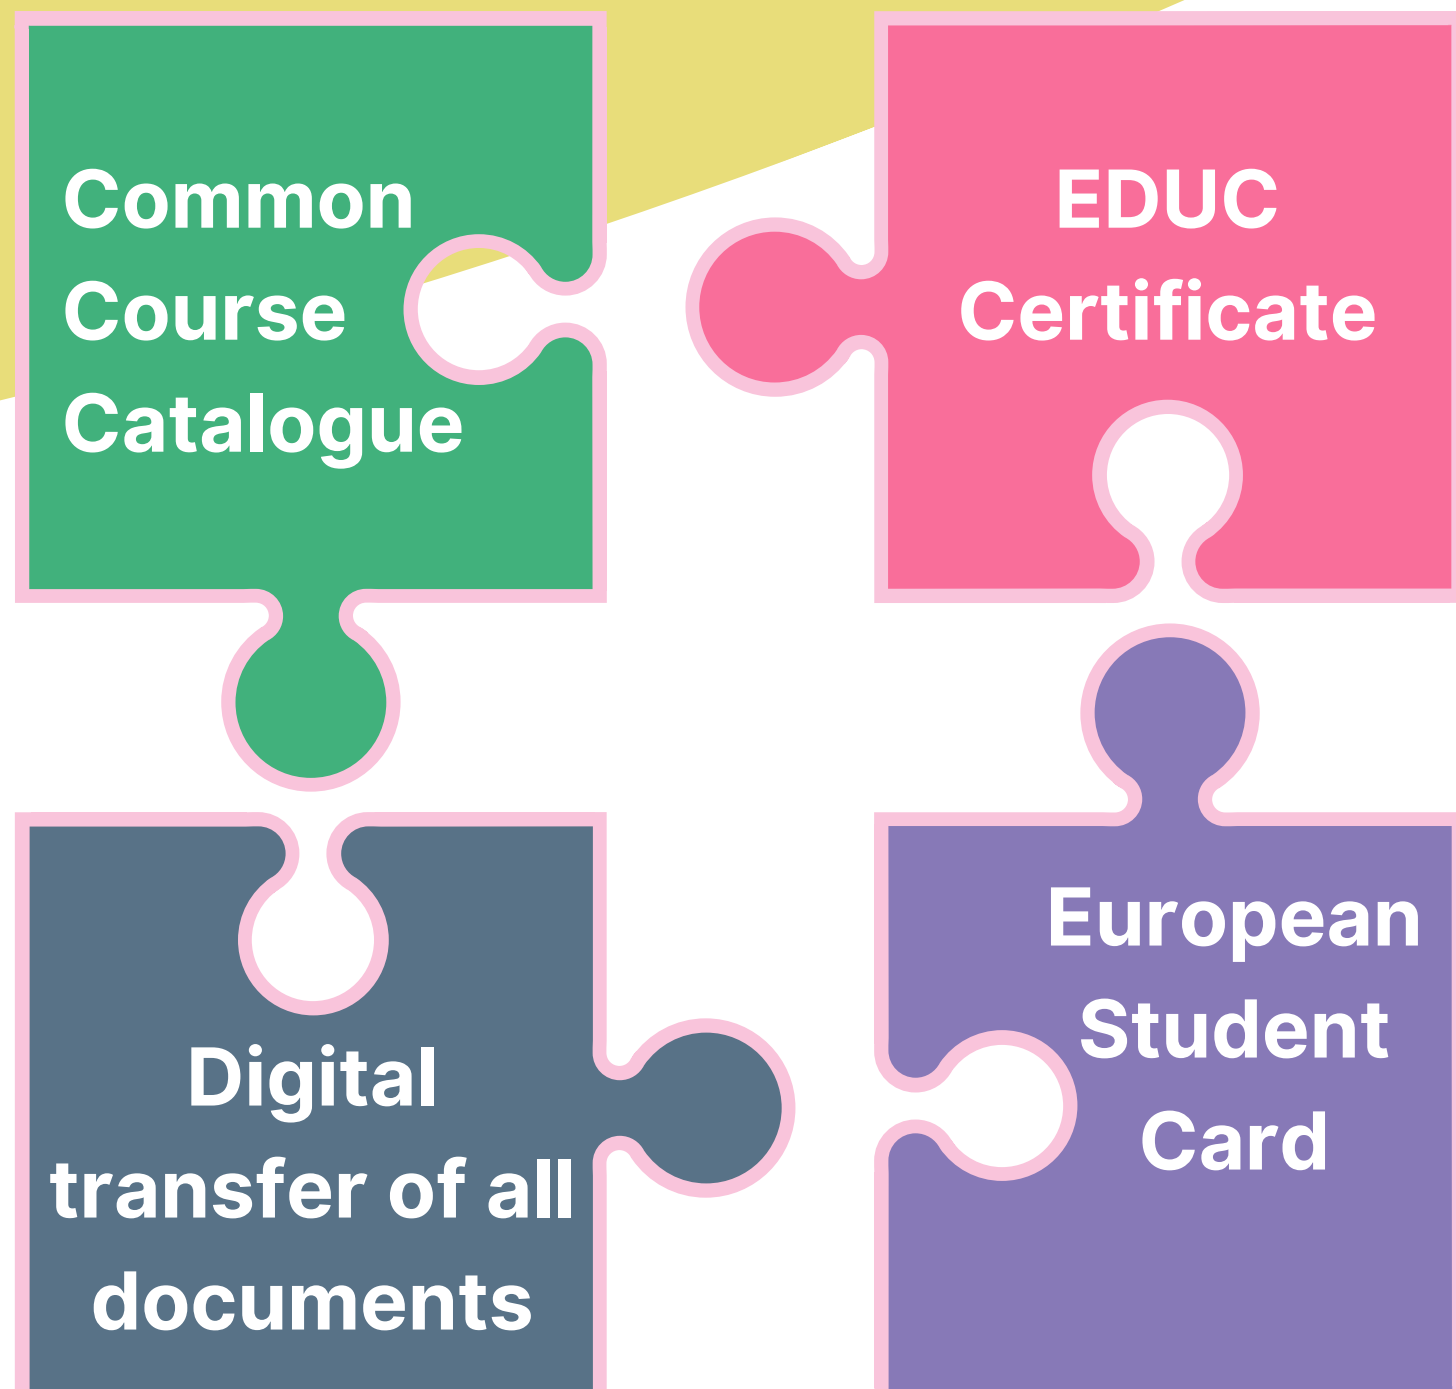 Common
Course
Catalogue
EDUC
Certificate
Digital
transfer of all
documents
European
Student
Card